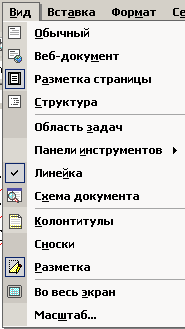 Вид Вставка Формат Се
Обычный
Веб-документ
Разметка страницы
Структура
Область задач
Панели инструментов
Линейка
Схема документа
Колонтитулы
Сноски
Разметка
Во весь экран
Масштаб...